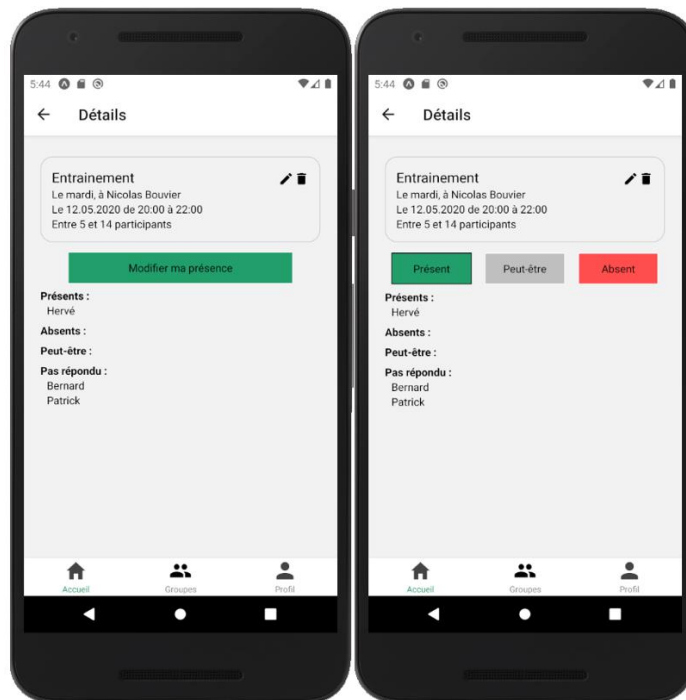 5:44
Détails
Entrainement
Le mardi, à Nicolas Bouvier
Le 12.05.2020 de 20:00 à 22:00
Entre 5 et 14 participants
Modifier ma présence
Présents :
Hervé
Absents :
Peut-être :
Pas répondu :
Bernard
Patrick
Accueil Groupes Profil
5:44
Détails
Entrainement
Le mardi, à Nicolas Bouvier
Le 12.05.2020 de 20:00 à 22:00
Entre 5 et 14 participants
Présent Peut-être Absent
Présents :
Hervé
Absents :
Peut-être :
Pas répondu :
Bernard
Patrick
Accueil Groupes Profil